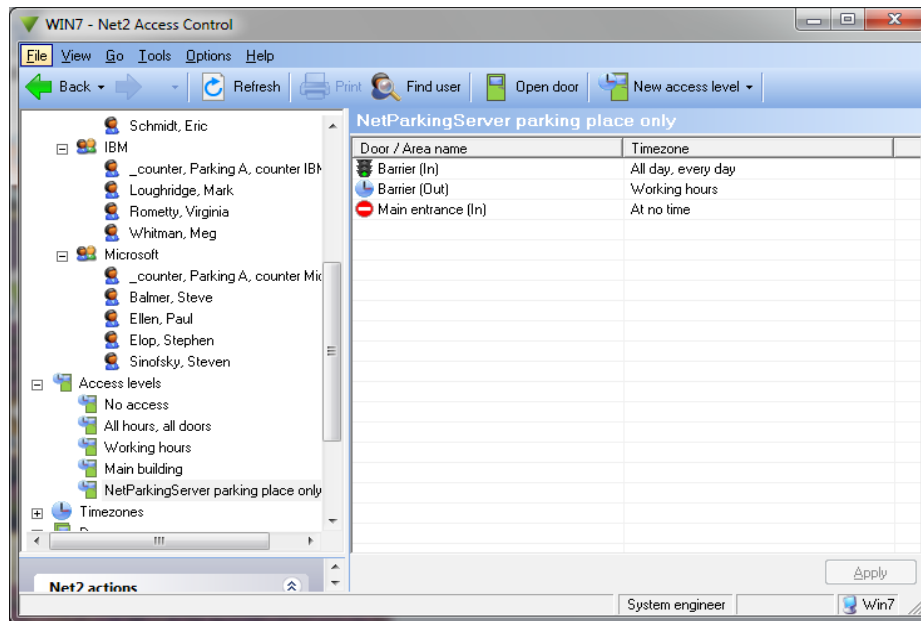 WIN7 - Net2 Access Control
File View Go Tools Options Help
Back Refresh Print Find user Open door New access level
Schmidt, Eric
IBM
_counter, Parking A, counter IBM
Loughridge, Mark
Rometty, Virginia
Whitman, Meg
Microsoft
_counter, Parking A, counter Mic
Balmer, Steve
Ellen, Paul
Elop, Stephen
Sinofsky, Steven
Access levels
No access
All hours, all doors
Working hours
Main building
NetParkingServer parking place only
Timezones
Net2 actions
NetParkingServer parking place only
Door / Area name Timezone
Barrier (In) All day, every day
Barrier (Out) Working hours
Main entrance (In) At no time
Apply
System engineer Win7